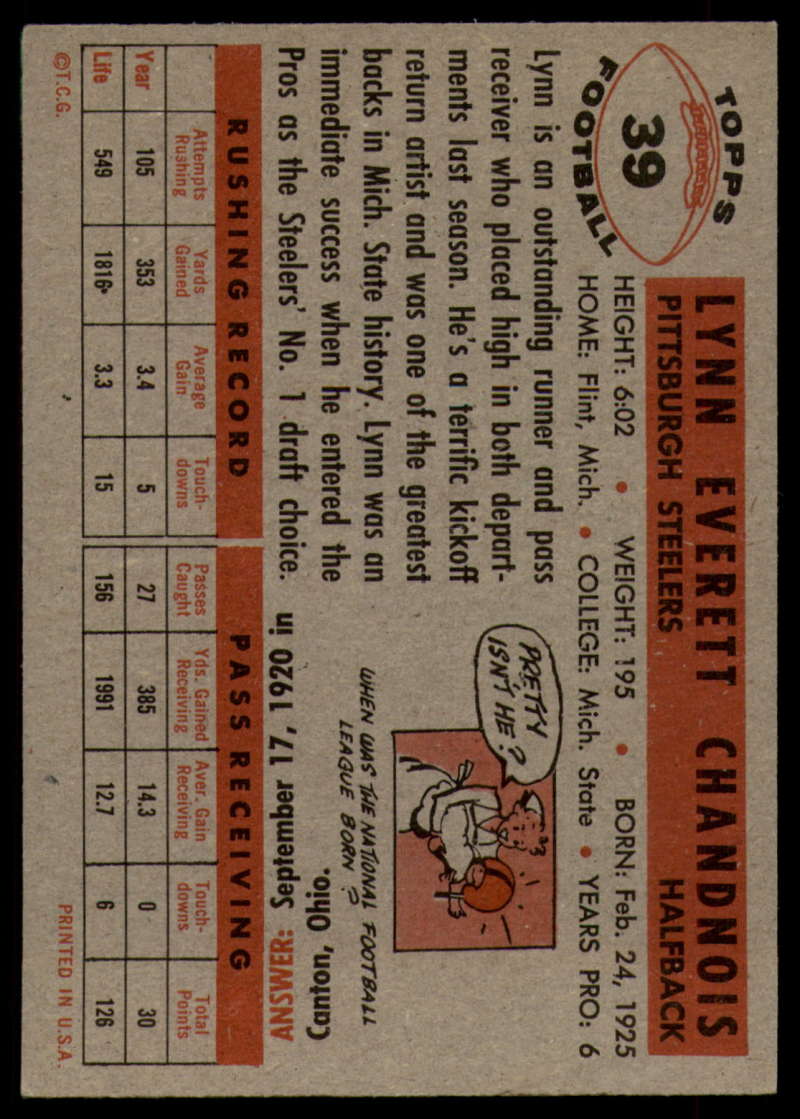 TOPPS
39
FOOTBALL
LYNN EVERETT CHANDNOIS
PITTSBURGH STEELERS HALFBACK
HEIGHT: 6:02 • WEIGHT: 195 • BORN: Feb. 24, 1925
HOME: Flint, Mich. • COLLEGE: Mich. State • YEARS PRO: 6
Lynn is an outstanding runner and pass
receiver who placed high in both depart-
ments last season. He's a terrific kickoff
return artist and was one of the greatest
backs in Mich. State history. Lynn was an
immediate success when he entered the
Pros as the Steelers' No. 1 draft choice.
PRETTY
ISN'T HE?
WHEN WAS THE NATIONAL FOOTBALL
LEAGUE BORN?
ANSWER: September 17, 1920 in
Canton, Ohio.
RUSHING RECORD PASS RECEIVING
Attempts Rushing Yards Gained Average Gain Touch-downs Passes Caught Yds. Gained Receiving Aver. Gain Receiving Touch-downs Total Points
Year 105 353 3.4 5 27 385 14.3 0 30
Life 549 1816 3.3 15 156 1991 12.7 6 126
©T.C.G. PRINTED IN U.S.A.